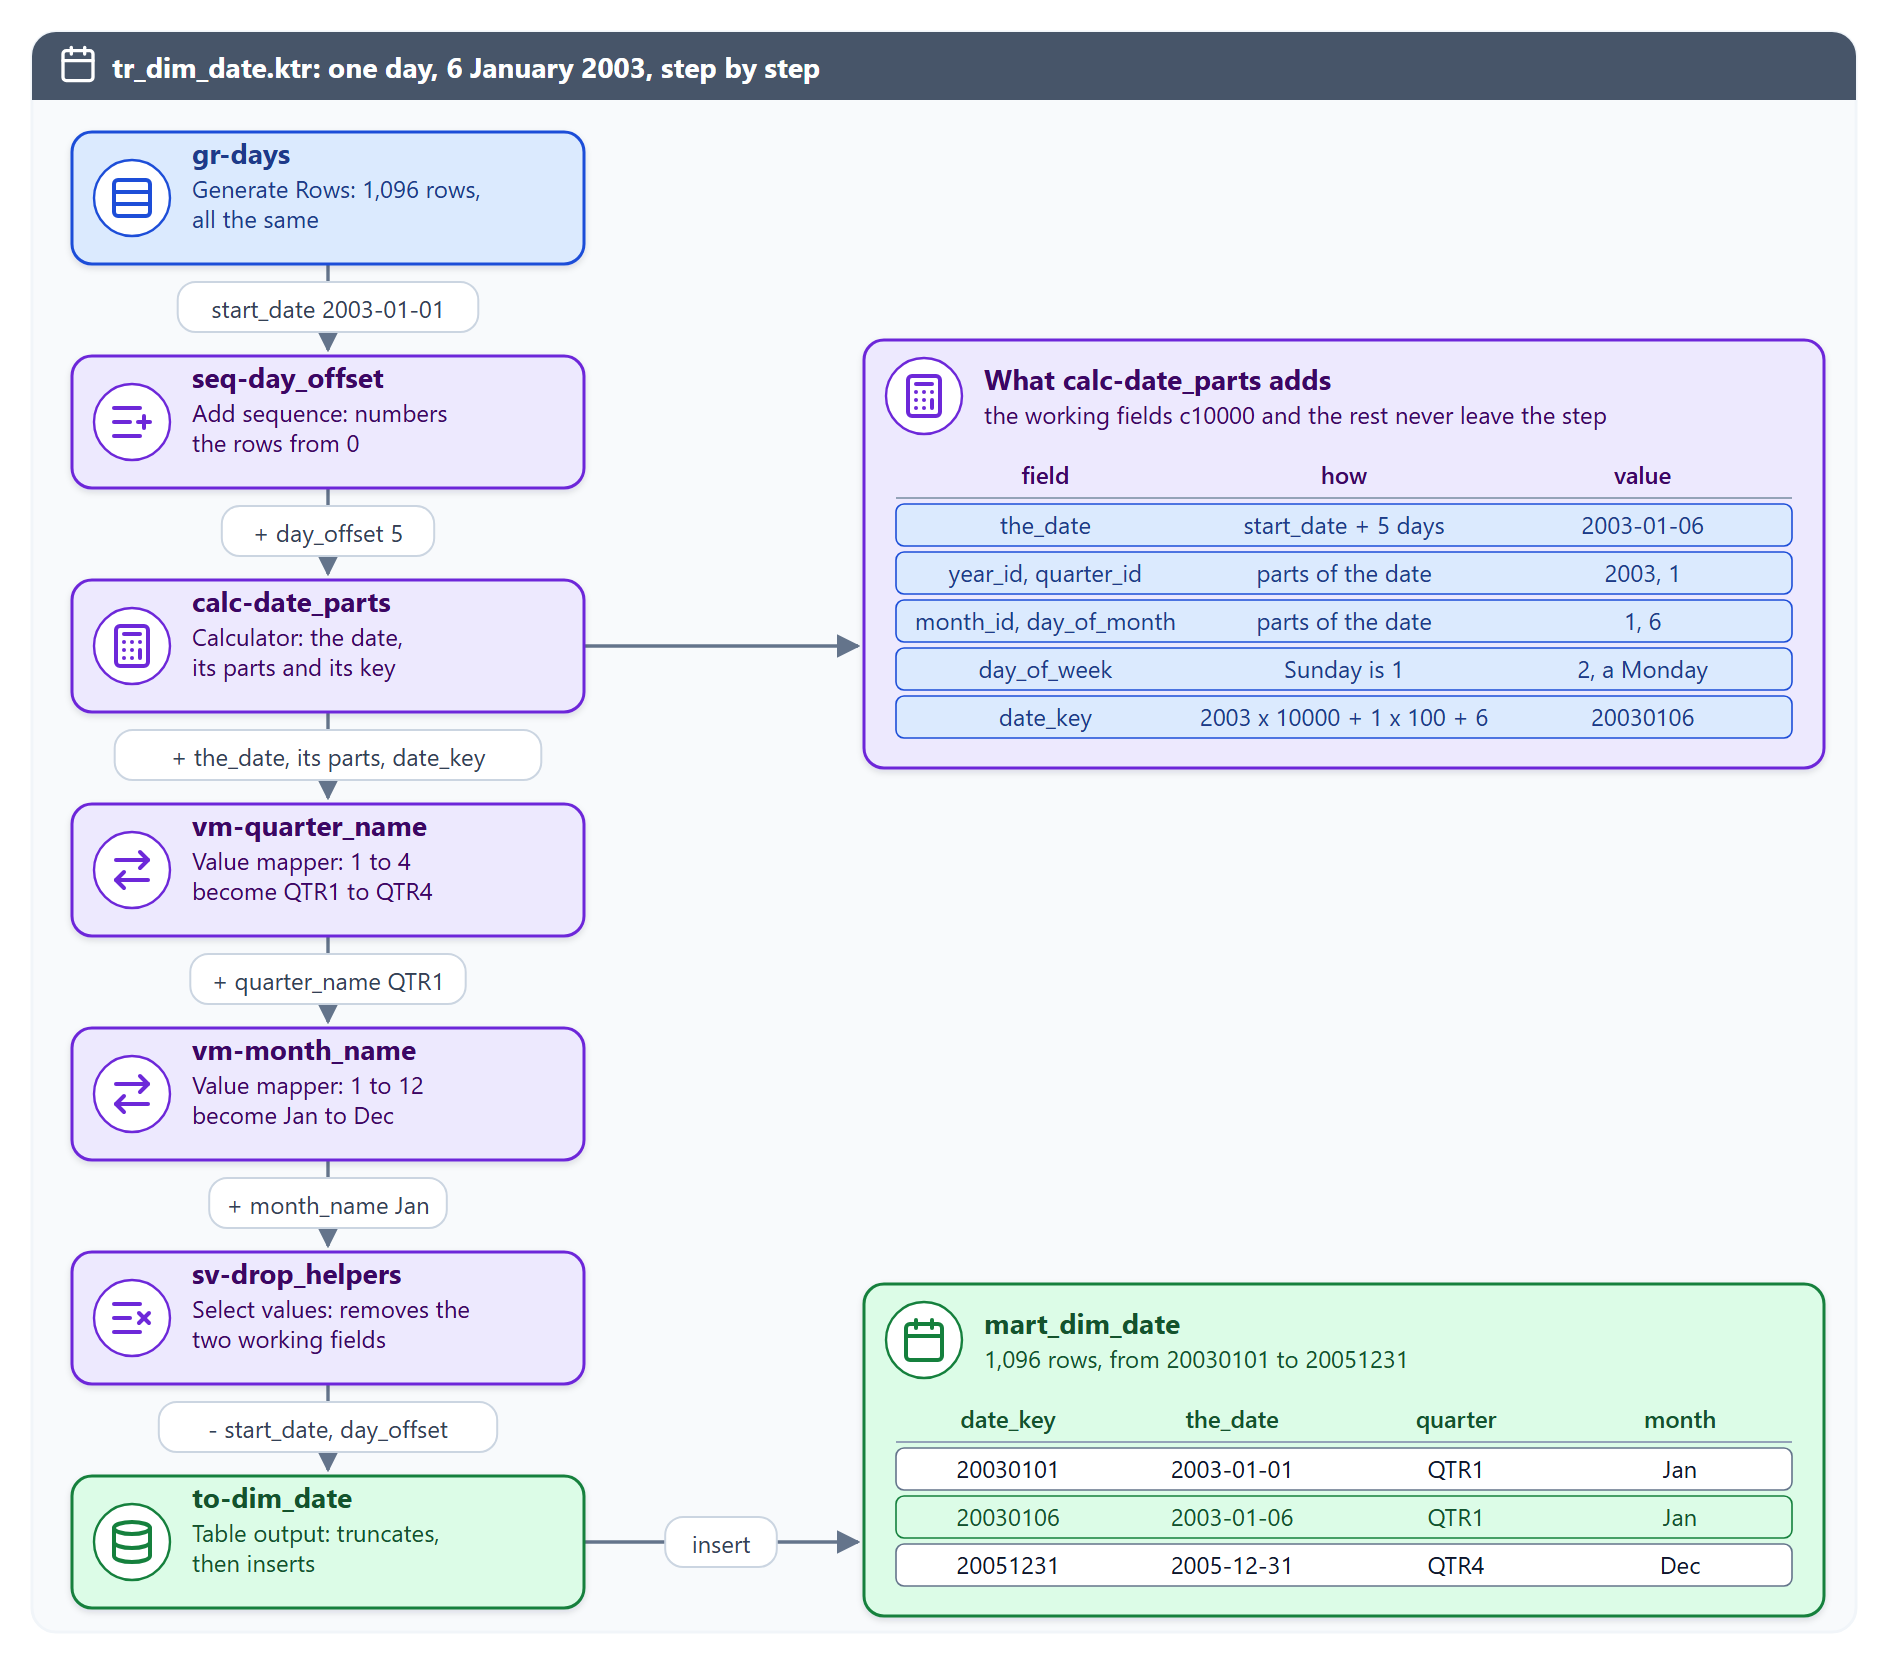 tr_dim_date.ktr: one day, 6 January 2003, step by step
gr-days
Generate Rows: 1,096 rows,
all the same
start_date 2003-01-01
seq-day_offset
Add sequence: numbers
the rows from 0
+ day_offset 5
calc-date_parts
Calculator: the date,
its parts and its key
+ the_date, its parts, date_key
vm-quarter_name
Value mapper: 1 to 4
become QTR1 to QTR4
+ quarter_name QTR1
vm-month_name
Value mapper: 1 to 12
become Jan to Dec
+ month_name Jan
sv-drop_helpers
Select values: removes the
two working fields
- start_date, day_offset
to-dim_date
Table output: truncates,
then inserts
insert
What calc-date_parts adds
the working fields c10000 and the rest never leave the step
field how value
the_date start_date + 5 days 2003-01-06
year_id, quarter_id parts of the date 2003, 1
month_id, day_of_month parts of the date 1, 6
day_of_week Sunday is 1 2, a Monday
date_key 2003 x 10000 + 1 x 100 + 6 20030106
mart_dim_date
1,096 rows, from 20030101 to 20051231
date_key the_date quarter month
20030101 2003-01-01 QTR1 Jan
20030106 2003-01-06 QTR1 Jan
20051231 2005-12-31 QTR4 Dec